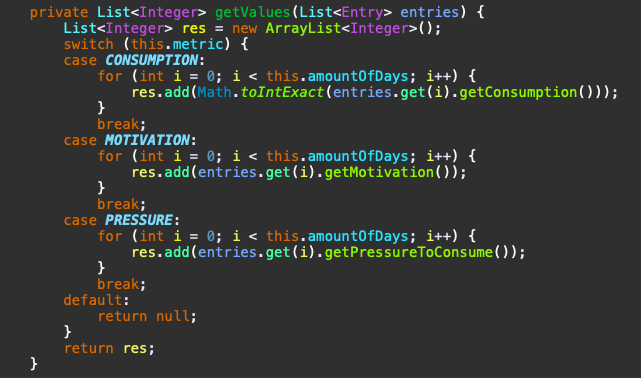 private List<Integer> getValues(List<Entry> entries) {
    List<Integer> res = new ArrayList<Integer>();
    switch (this.metric) {
    case CONSUMPTION:
        for (int i = 0; i < this.amountOfDays; i++) {
            res.add(Math.toIntExact(entries.get(i).getConsumption()));
        }
        break;
    case MOTIVATION:
        for (int i = 0; i < this.amountOfDays; i++) {
            res.add(entries.get(i).getMotivation());
        }
        break;
    case PRESSURE:
        for (int i = 0; i < this.amountOfDays; i++) {
            res.add(entries.get(i).getPressureToConsume());
        }
        break;
    default:
        return null;
    }
    return res;
}